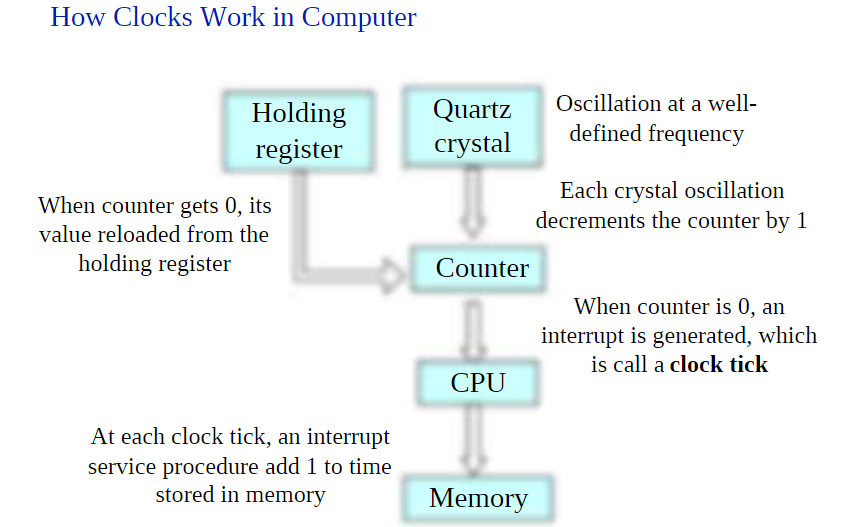 How Clocks Work in Computer
Holding
register
Quartz
crystal
Oscillation at a well-
defined frequency
Each crystal oscillation
decrements the counter by 1
When counter gets 0, its
value reloaded from the
holding register
Counter
When counter is 0, an
interrupt is generated, which
is call a clock tick
CPU
At each clock tick, an interrupt
service procedure add 1 to time
stored in memory
Memory